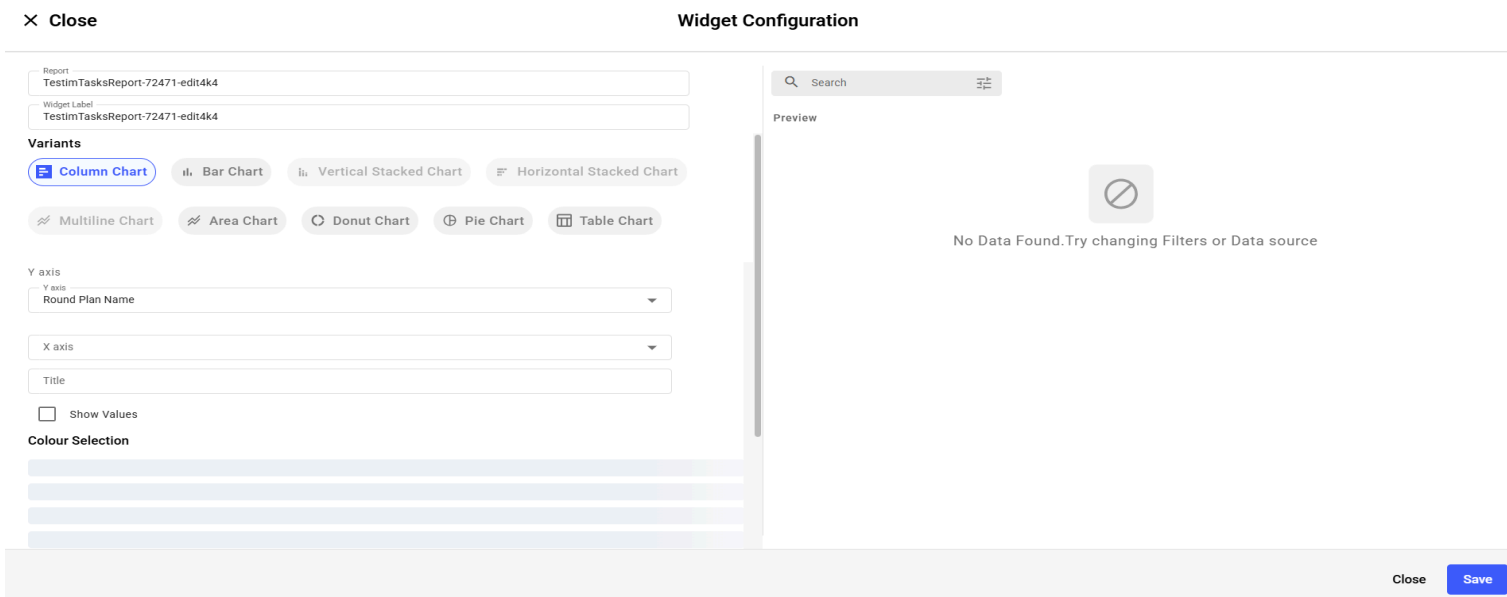 Close
Widget Configuration
Report
TestimTasksReport-72471-edit4k4
Widget Label
TestimTasksReport-72471-edit4k4
Variants
Column Chart Bar Chart Vertical Stacked Chart Horizontal Stacked Chart
Multiline Chart Area Chart Donut Chart Pie Chart Table Chart
Y axis
Y axis
Round Plan Name
X axis
Title
Show Values
Colour Selection
Search
Preview
No Data Found.Try changing Filters or Data source
Close Save